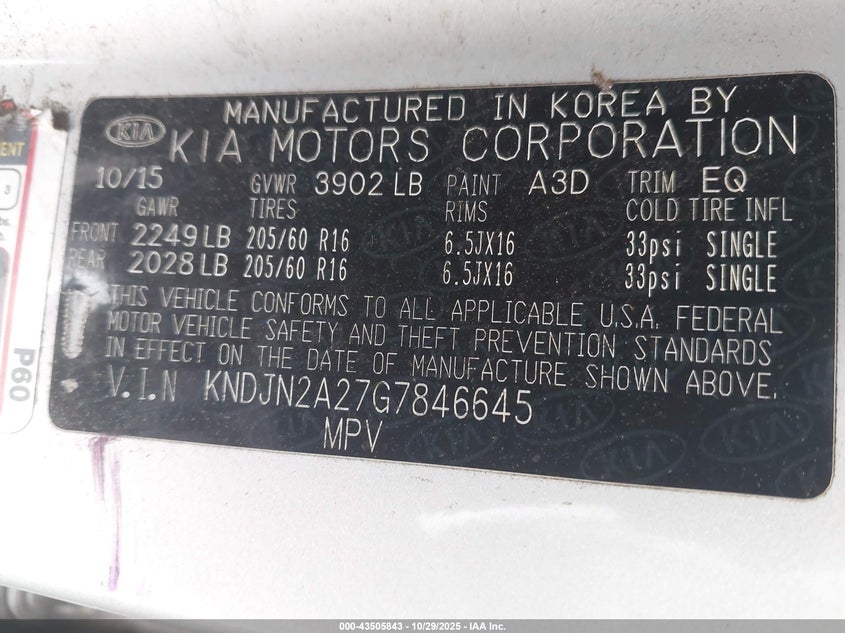 MANUFACTURED IN KOREA BY
KIA KIA MOTORS CORPORATION
10/15 GVWR 3902 LB PAINT A3D TRIM EQ
GAWR TIRES RIMS COLD TIRE INFL
FRONT 2249 LB 205/60 R16 6.5JX16 33psi SINGLE
REAR 2028 LB 205/60 R16 6.5JX16 33psi SINGLE
THIS VEHICLE CONFORMS TO ALL APPLICABLE U.S.A. FEDERAL
MOTOR VEHICLE SAFETY AND THEFT PREVENTION STANDARDS
IN EFFECT ON THE DATE OF MANUFACTURE SHOWN ABOVE.
V.I.N KNDJN2A27G7846645
MPV
P60
000-43505843 - 10/29/2025 - IAA Inc.